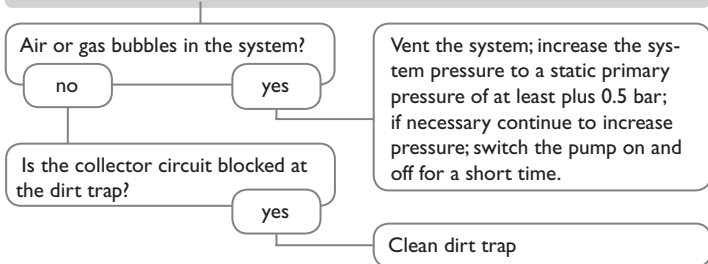 Air or gas bubbles in the system?
no
yes
Vent the system; increase the sys-
tem pressure to a static primary
pressure of at least plus 0.5 bar;
if necessary continue to increase
pressure; switch the pump on and
off for a short time.
Is the collector circuit blocked at
the dirt trap?
yes
Clean dirt trap